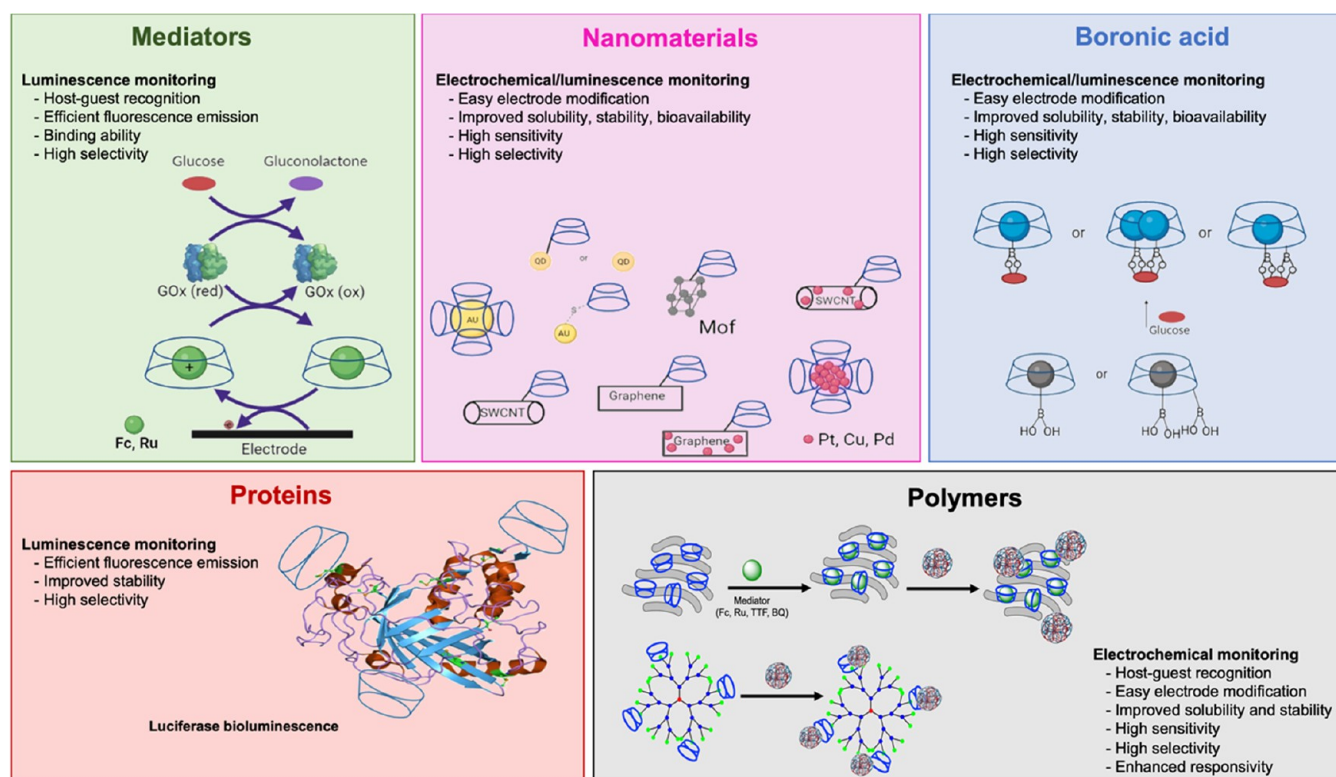 Mediators
Luminescence monitoring
- Host-guest recognition
- Efficient fluorescence emission
- Binding ability
- High selectivity
Glucose
Gluconolactone
GOx (red)
GOx (ox)
+
Fc, Ru
e
Electrode
Nanomaterials
Electrochemical/luminescence monitoring
- Easy electrode modification
- Improved solubility, stability, bioavailability
- High sensitivity
- High selectivity
QD
or
QD
AU
S
AU
Mof
SWCNT
SWCNT
Graphene
Graphene
Pt, Cu, Pd
Boronic acid
Electrochemical/luminescence monitoring
- Easy electrode modification
- Improved solubility, stability, bioavailability
- High sensitivity
- High selectivity
or
or
B
B B
B B
O O
O O O O
O O O O
Glucose
or
B
B
B
HO OH
HO OH
HO OH
Proteins
Luminescence monitoring
- Efficient fluorescence emission
- Improved stability
- High selectivity
Luciferase bioluminescence
Polymers
Mediator
(Fc, Ru, TTF, BQ)
Electrochemical monitoring
- Host-guest recognition
- Easy electrode modification
- Improved solubility and stability
- High sensitivity
- High selectivity
- Enhanced responsivity